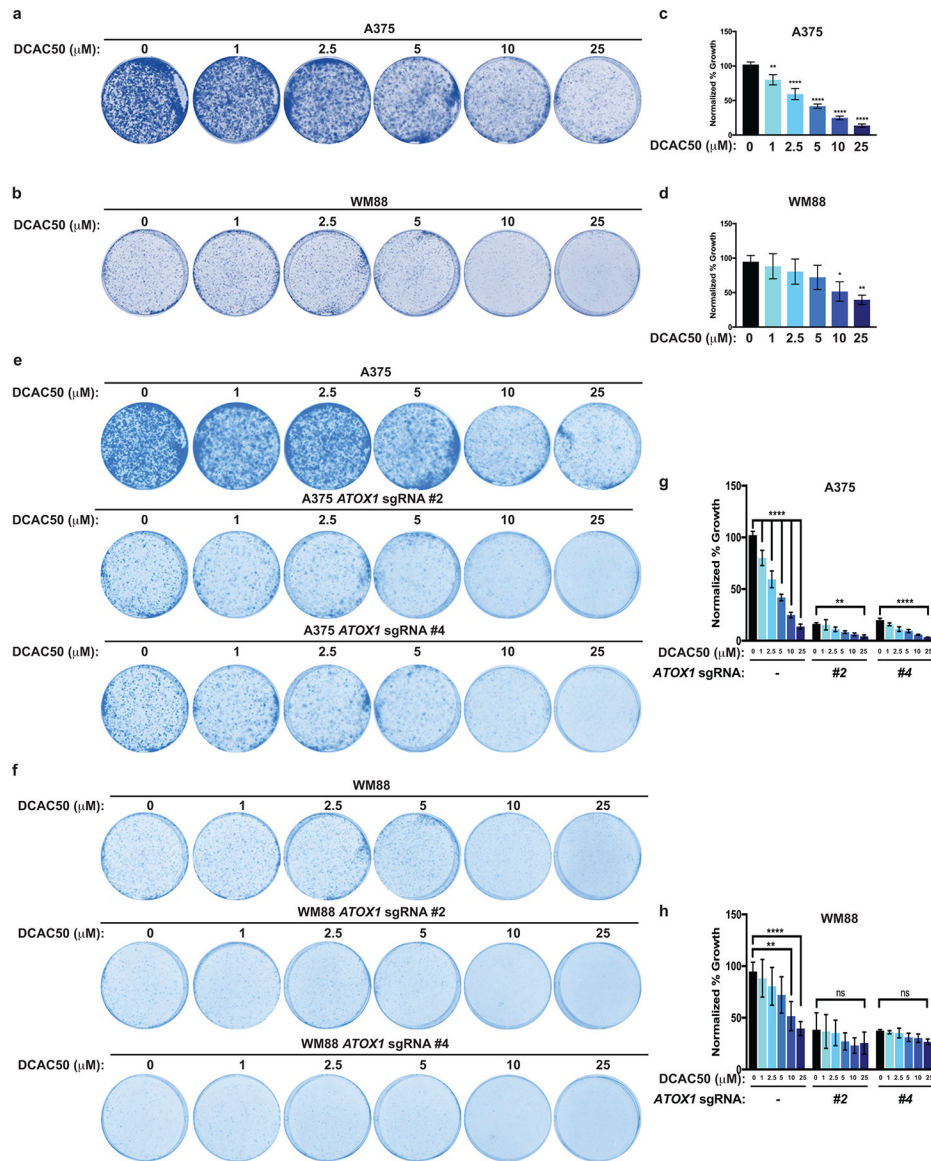 a
A375
DCAC50 (µM): 0 1 2.5 5 10 25
b
WM88
DCAC50 (µM): 0 1 2.5 5 10 25
c
A375
Normalized % Growth
150
100
50
0
** **** **** **** ****
DCAC50 (µM): 0 1 2.5 5 10 25
d
WM88
Normalized % Growth
150
100
50
0
* **
DCAC50 (µM): 0 1 2.5 5 10 25
e
A375
DCAC50 (µM): 0 1 2.5 5 10 25
A375 ATOX1 sgRNA #2
DCAC50 (µM): 0 1 2.5 5 10 25
A375 ATOX1 sgRNA #4
DCAC50 (µM): 0 1 2.5 5 10 25
g
A375
Normalized % Growth
150
100
50
0
**** ** ****
DCAC50 (µM): 0 1 2.5 5 10 25 0 1 2.5 5 10 25 0 1 2.5 5 10 25
ATOX1 sgRNA: - #2 #4
f
WM88
DCAC50 (µM): 0 1 2.5 5 10 25
WM88 ATOX1 sgRNA #2
DCAC50 (µM): 0 1 2.5 5 10 25
WM88 ATOX1 sgRNA #4
DCAC50 (µM): 0 1 2.5 5 10 25
h
WM88
Normalized % Growth
150
100
50
0
****
**
ns ns
DCAC50 (µM): 0 1 2.5 5 10 25 0 1 2.5 5 10 25 0 1 2.5 5 10 25
ATOX1 sgRNA: - #2 #4